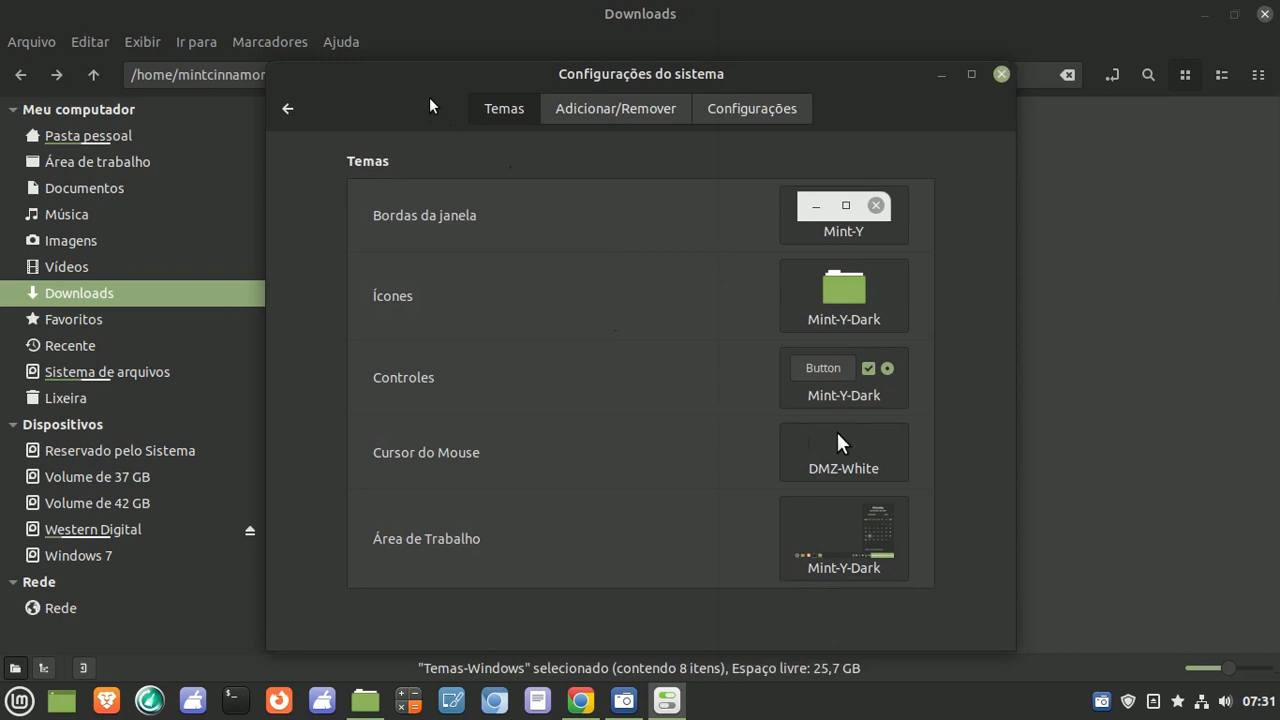 Downloads
Arquivo Editar Exibir Ir para Marcadores Ajuda
/home/mintcinnamon
Configurações do sistema
Temas Adicionar/Remover Configurações
Meu computador
Pasta pessoal
Área de trabalho
Documentos
Música
Imagens
Vídeos
Downloads
Favoritos
Recente
Sistema de arquivos
Lixeira
Dispositivos
Reservado pelo Sistema
Volume de 37 GB
Volume de 42 GB
Western Digital
Windows 7
Rede
Rede
Temas
Bordas da janela
Mint-Y
Ícones
Mint-Y-Dark
Controles
Button
Mint-Y-Dark
Cursor do Mouse
DMZ-White
Área de Trabalho
Mint-Y-Dark
"Temas-Windows" selecionado (contendo 8 itens), Espaço livre: 25,7 GB
07:31